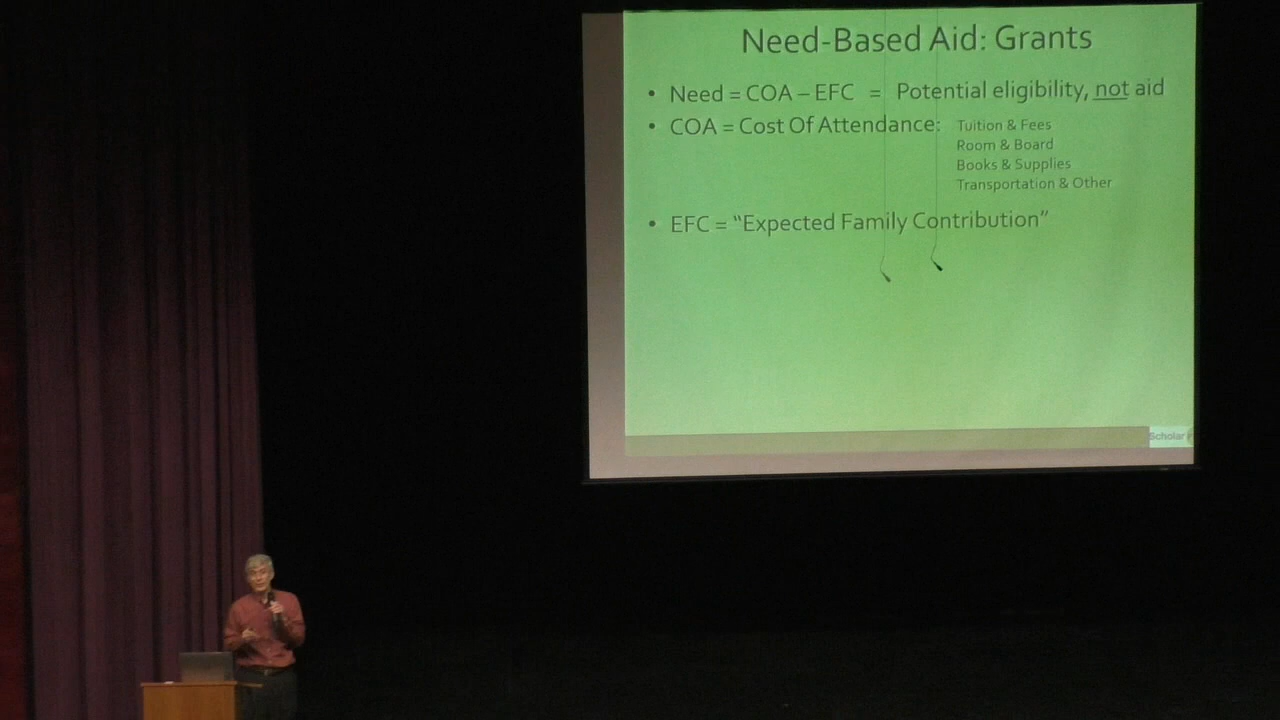 Need-Based Aid: Grants
• Need = COA – EFC = Potential eligibility, not aid
• COA = Cost Of Attendance: Tuition & Fees
Room & Board
Books & Supplies
Transportation & Other
• EFC = “Expected Family Contribution”
Scholar